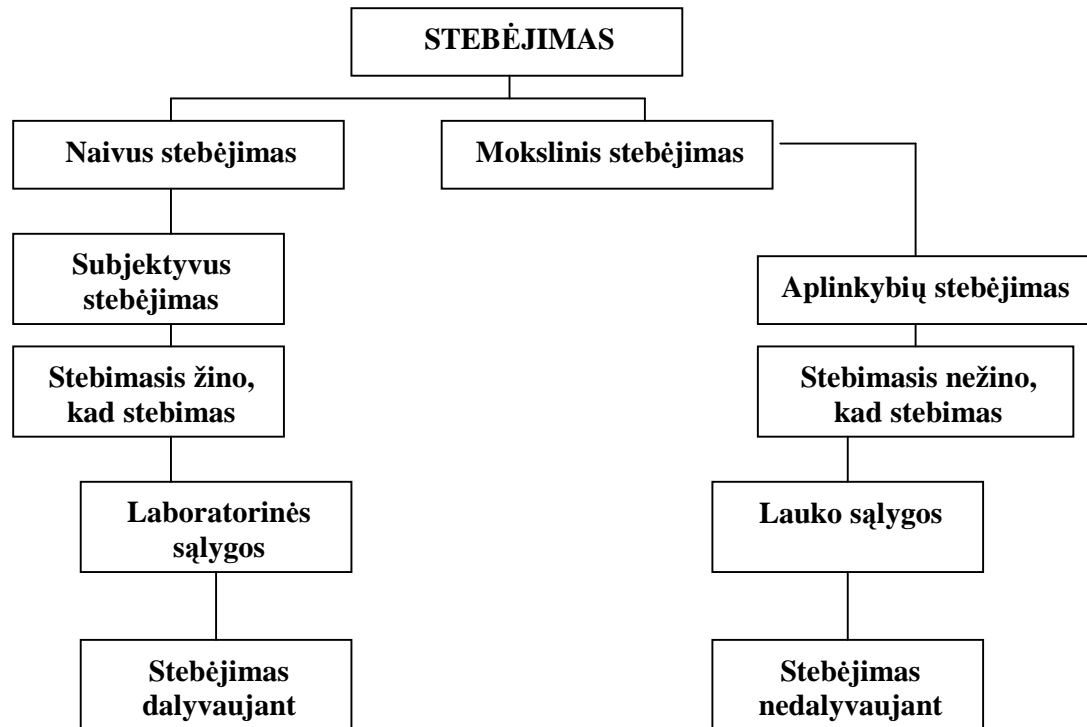 STEBĖJIMAS
Naivus stebėjimas
Mokslinis stebėjimas
Subjektyvus
stebėjimas
Aplinkybių stebėjimas
Stebimasis žino,
kad stebimas
Stebimasis nežino,
kad stebimas
Laboratorinės
sąlygos
Lauko sąlygos
Stebėjimas
dalyvaujant
Stebėjimas
nedalyvaujant